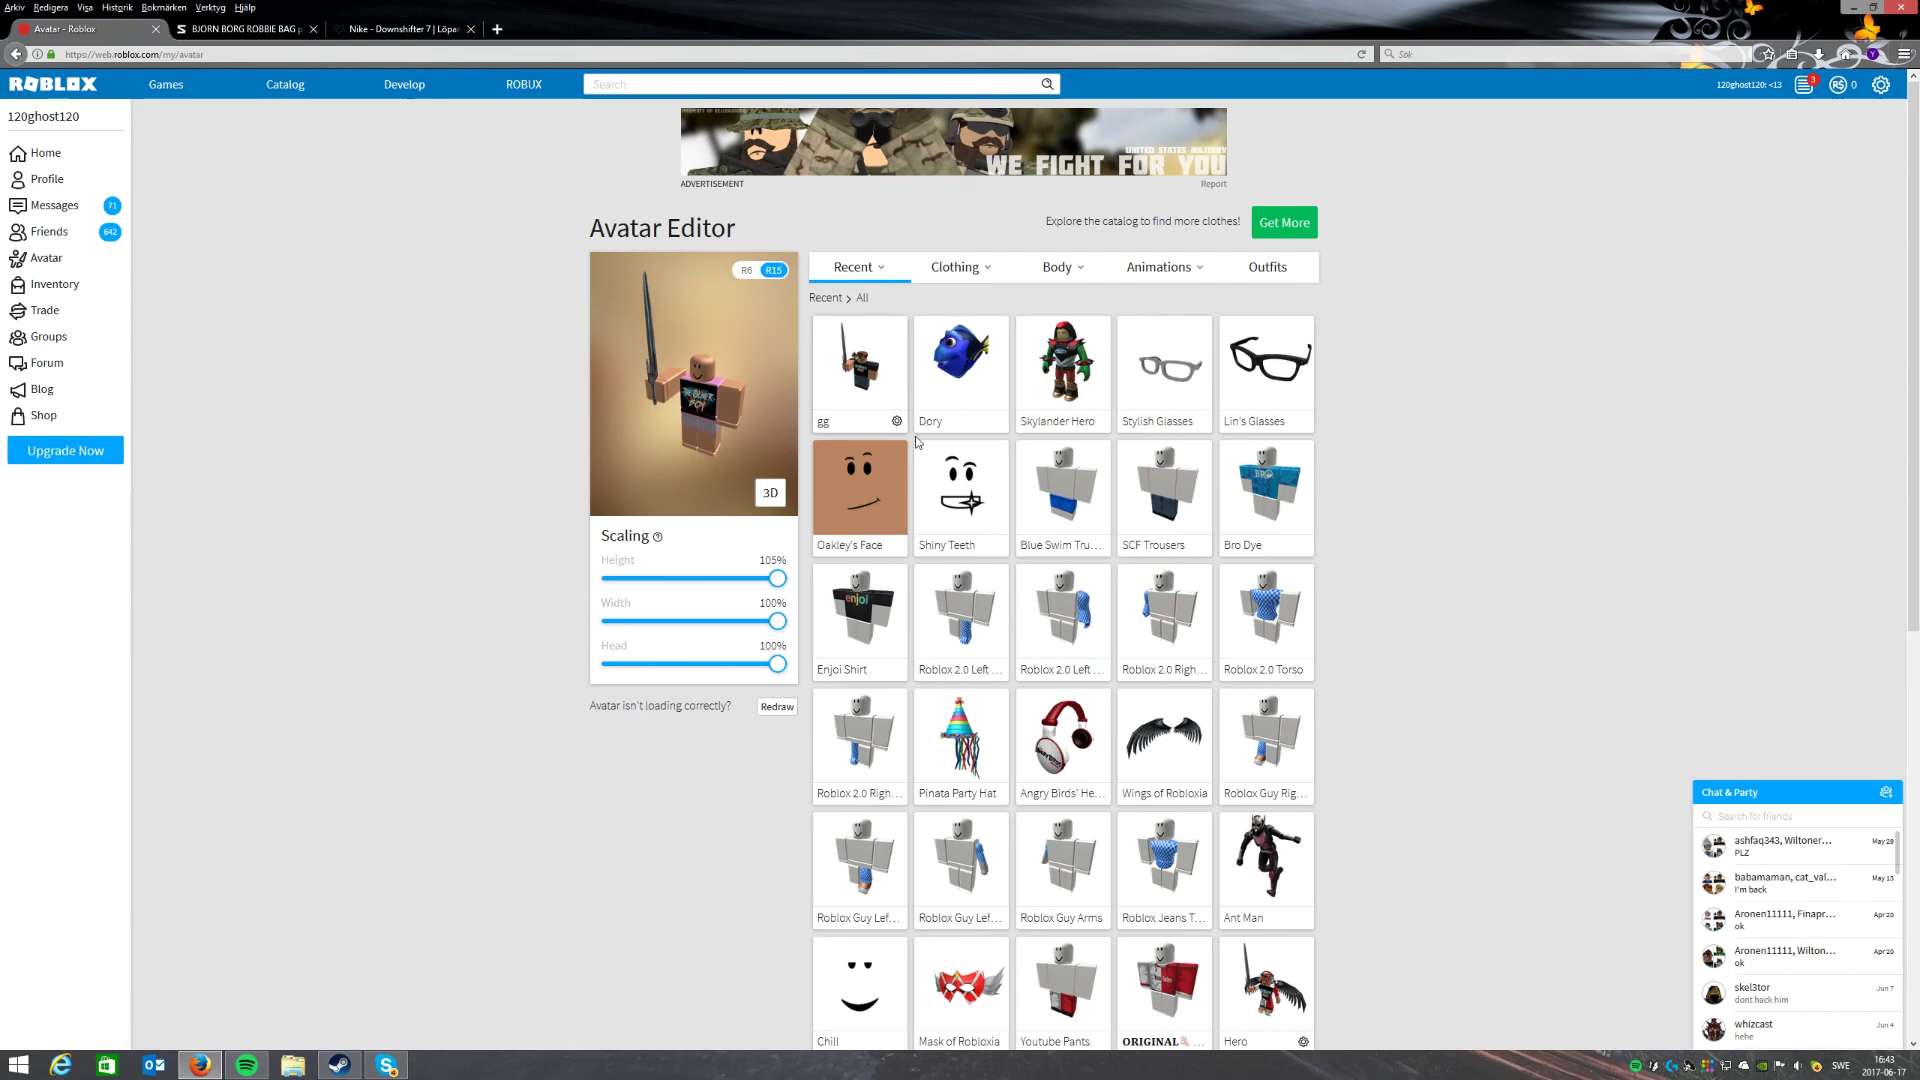 Arkiv Redigera Visa Historik Bokmärken Verktyg Hjälp
Avatar - Roblox
BJORN BORG ROBBIE BAG p
Nike - Downshifter 7 | Löpar
https://web.roblox.com/my/avatar
Sök
ROBLOX
Games
Catalog
Develop
ROBUX
Search
120ghost120: <13
3
0
120ghost120
Home
Profile
Messages 71
Friends 642
Avatar
Inventory
Trade
Groups
Forum
Blog
Shop
Upgrade Now
UNITED STATES MILITARY
WE FIGHT FOR YOU
ADVERTISEMENT
Report
Avatar Editor
Explore the catalog to find more clothes!
Get More
R6 R15
3D
Scaling
Height 105%
Width 100%
Head 100%
Avatar isn't loading correctly?
Redraw
Recent
Clothing
Body
Animations
Outfits
Recent > All
gg
Dory
Skylander Hero
Stylish Glasses
Lin's Glasses
BRO
Oakley's Face
Shiny Teeth
Blue Swim Tru...
SCF Trousers
Bro Dye
enjoi
Enjoi Shirt
Roblox 2.0 Left ...
Roblox 2.0 Left ...
Roblox 2.0 Righ...
Roblox 2.0 Torso
Roblox 2.0 Righ...
Pinata Party Hat
Angry Birds' He...
Wings of Robloxia
Roblox Guy Rig...
Roblox Guy Lef...
Roblox Guy Lef...
Roblox Guy Arms
Roblox Jeans T...
Ant Man
Chill
Mask of Robloxia
Youtube Pants
ORIGINAL ...
Hero
Chat & Party
Search for friends
ashfaq343, Wiltoner... May 29
PLZ
babamaman, cat_val... May 13
I'm back
Aronen11111, Finapr... Apr 20
ok
Aronen11111, Wilton... Apr 20
ok
skel3tor Jun 7
dont hack him
whizcast Jun 4
hehe
SWE
16:43
2017-06-17